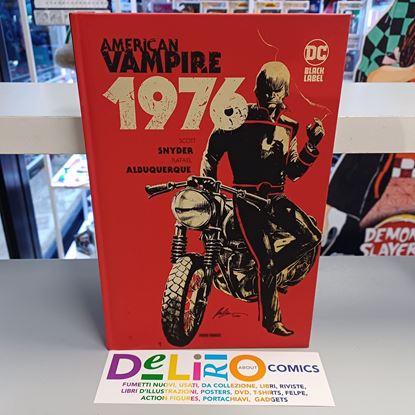 AMERICAN
VAMPIRE
1976
DC
BLACK
LABEL
SCOTT
SNYDER
RAFAEL
ALBUQUERQUE
DEMON
SLAYER
DeLiRiO ABOUT COMICS
FUMETTI NUOVI, USATI, DA COLLEZIONE, LIBRI, RIVISTE,
LIBRI D'ILLUSTRAZIONI, POSTERS, DVD, T-SHIRTS, FELPE,
ACTION FIGURES, PORTACHIAVI, GADGETS